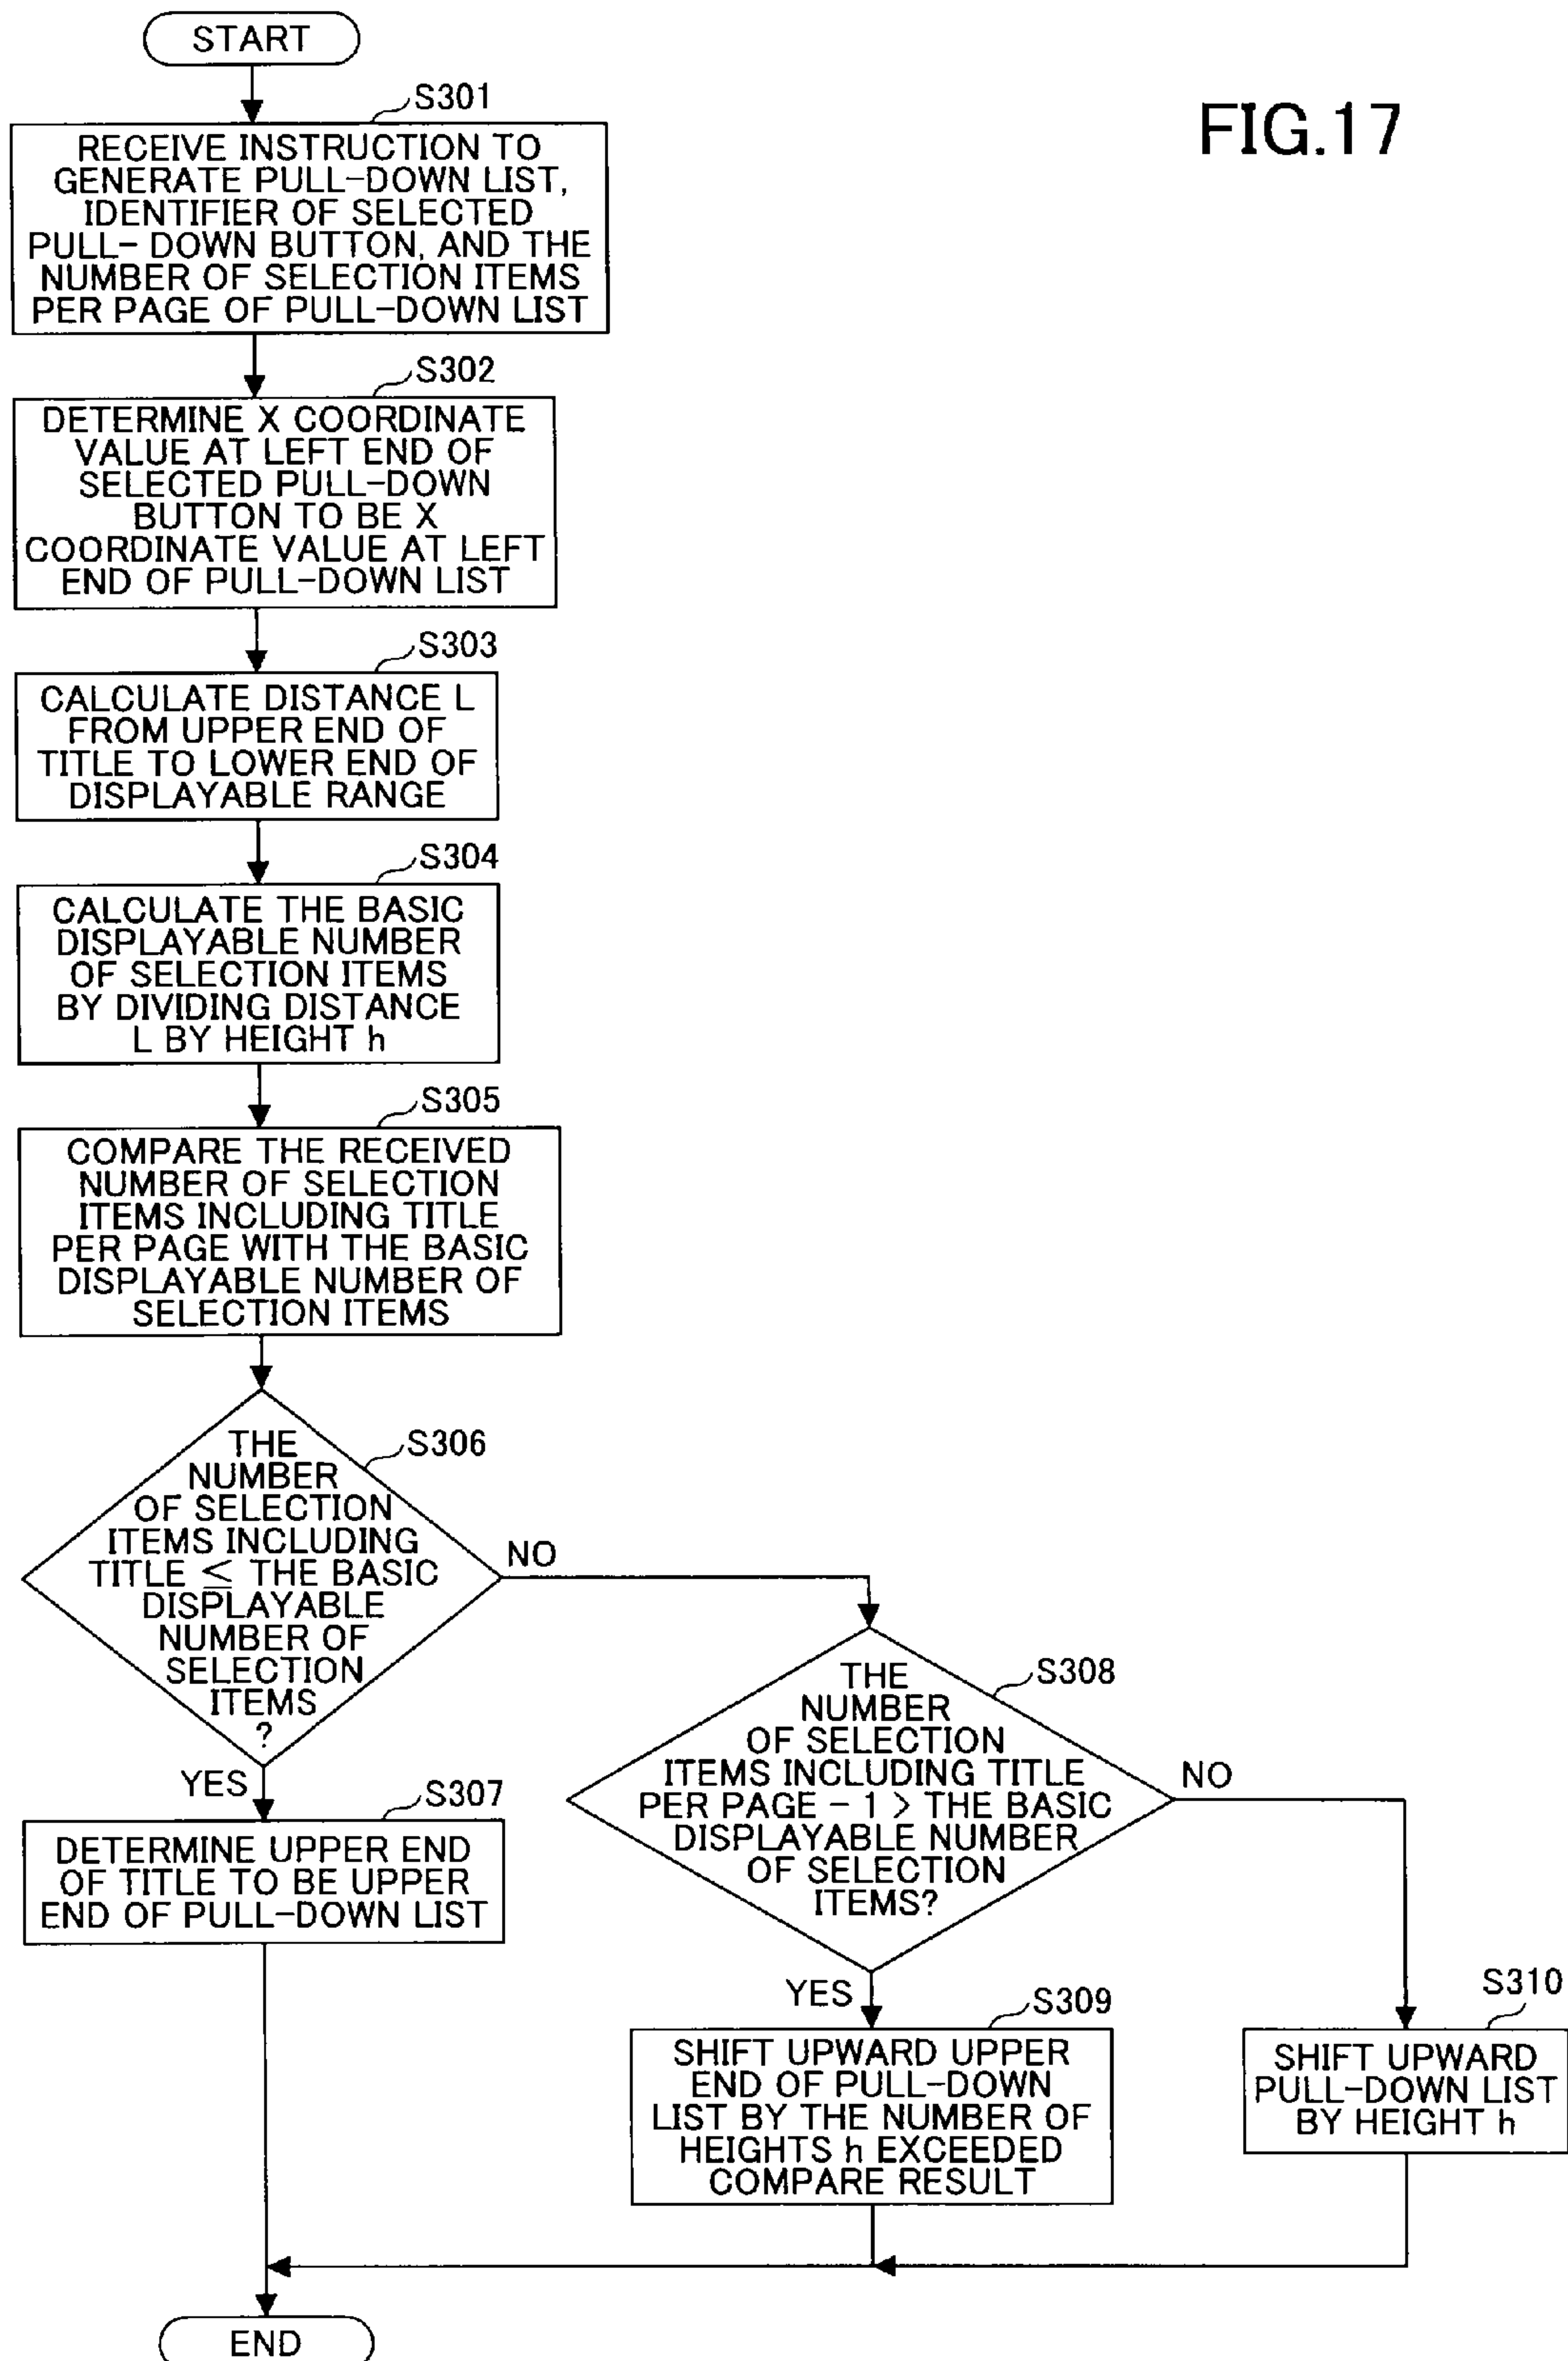 START
FIG.17
S301
RECEIVE INSTRUCTION TO
GENERATE PULL-DOWN LIST,
IDENTIFIER OF SELECTED
PULL- DOWN BUTTON, AND THE
NUMBER OF SELECTION ITEMS
PER PAGE OF PULL-DOWN LIST
S302
DETERMINE X COORDINATE
VALUE AT LEFT END OF
SELECTED PULL-DOWN
BUTTON TO BE X
COORDINATE VALUE AT LEFT
END OF PULL-DOWN LIST
S303
CALCULATE DISTANCE L
FROM UPPER END OF
TITLE TO LOWER END OF
DISPLAYABLE RANGE
S304
CALCULATE THE BASIC
DISPLAYABLE NUMBER
OF SELECTION ITEMS
BY DIVIDING DISTANCE
L BY HEIGHT h
S305
COMPARE THE RECEIVED
NUMBER OF SELECTION
ITEMS INCLUDING TITLE
PER PAGE WITH THE BASIC
DISPLAYABLE NUMBER OF
SELECTION ITEMS
S306
THE
NUMBER
OF SELECTION
ITEMS INCLUDING
TITLE ≤ THE BASIC
DISPLAYABLE
NUMBER OF
SELECTION
ITEMS
?
NO
YES
S307
DETERMINE UPPER END
OF TITLE TO BE UPPER
END OF PULL-DOWN LIST
S308
THE
NUMBER
OF SELECTION
ITEMS INCLUDING TITLE
PER PAGE - 1 > THE BASIC
DISPLAYABLE NUMBER
OF SELECTION
ITEMS?
NO
YES
S309
SHIFT UPWARD UPPER
END OF PULL-DOWN
LIST BY THE NUMBER OF
HEIGHTS h EXCEEDED
COMPARE RESULT
S310
SHIFT UPWARD
PULL-DOWN LIST
BY HEIGHT h
END